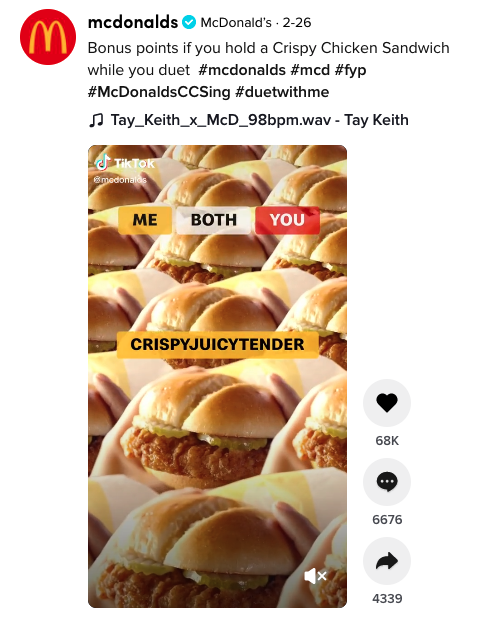 mcdonalds McDonald's · 2-26
Bonus points if you hold a Crispy Chicken Sandwich
while you duet #mcdonalds #mcd #fyp
#McDonaldsCCSing #duetwithme
Tay_Keith_x_McD_98bpm.wav - Tay Keith
TikTok
@mcdonalds
ME BOTH YOU
CRISPYJUICYTENDER
68K
6676
4339